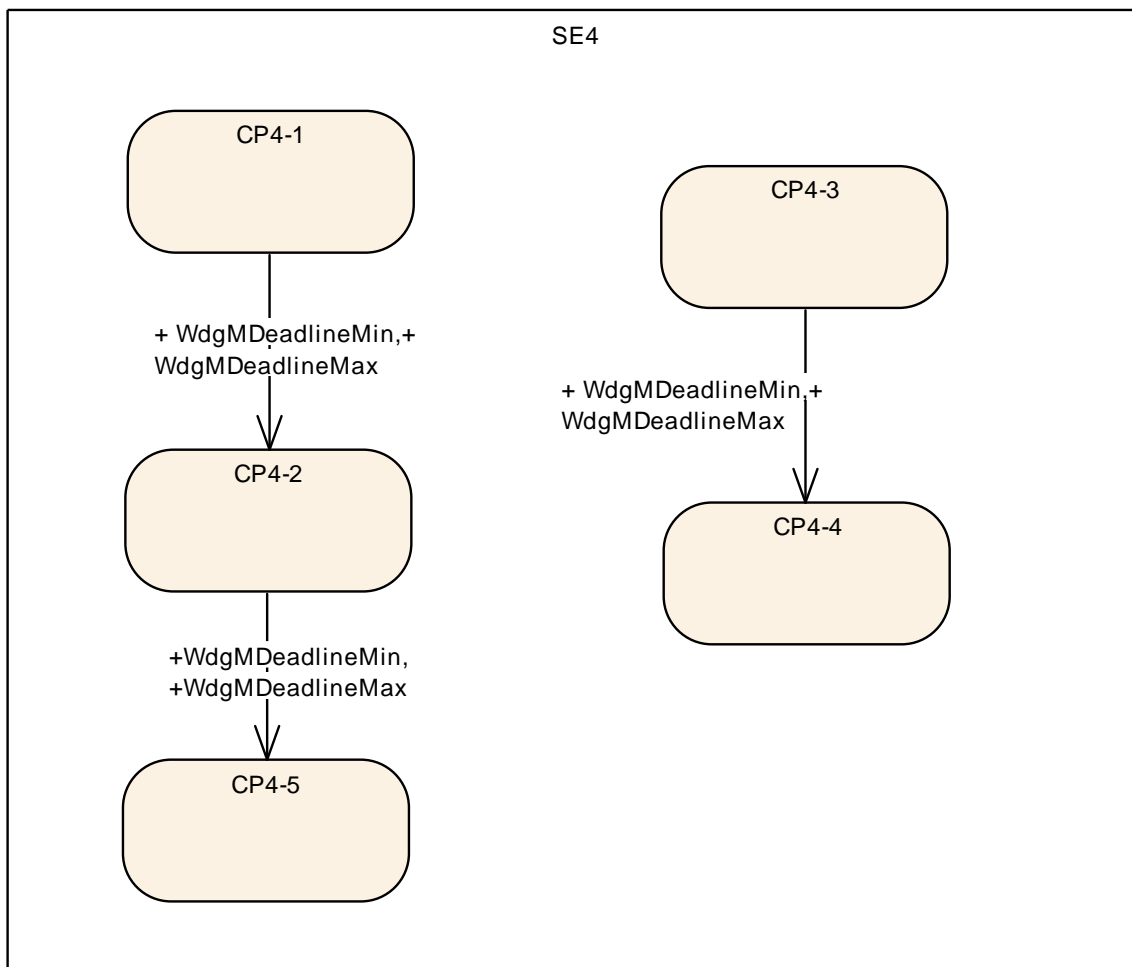 SE4
CP4-1
CP4-3
+ WdgMDeadlineMin,+
WdgMDeadlineMax
+ WdgMDeadlineMin,+
WdgMDeadlineMax
CP4-2
CP4-4
+WdgMDeadlineMin,
+WdgMDeadlineMax
CP4-5